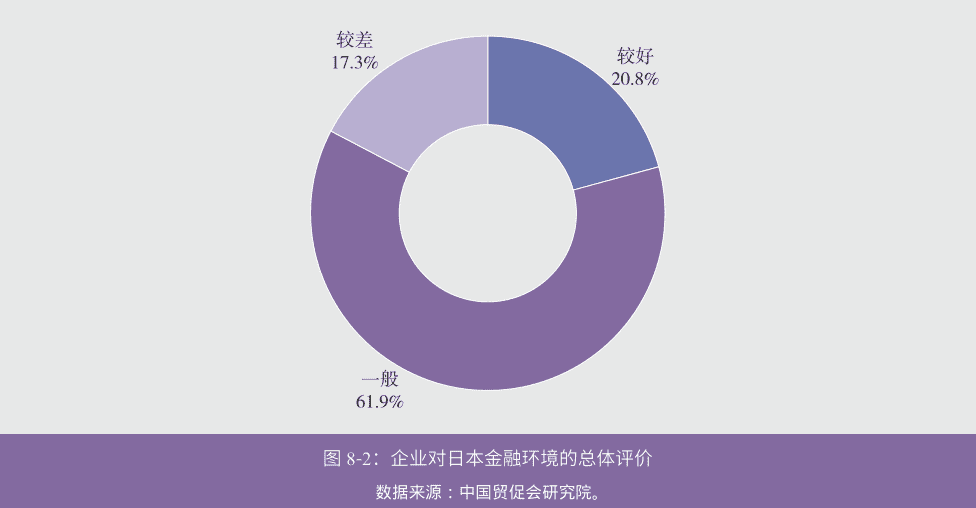 较差
17.3%
较好
20.8%
一般
61.9%
图 8-2：企业对日本金融环境的总体评价
数据来源：中国贸促会研究院。